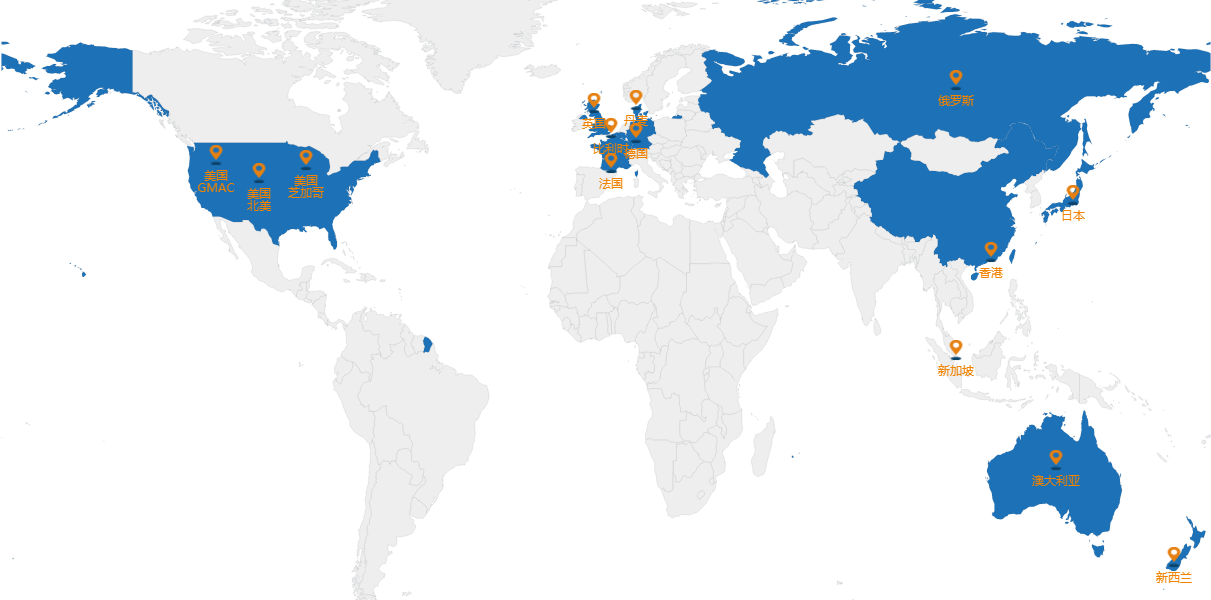 俄罗斯
英国
丹麦
比利时
德国
法国
美国
GMAC
美国
北美
美国
芝加哥
日本
香港
新加坡
澳大利亚
新西兰